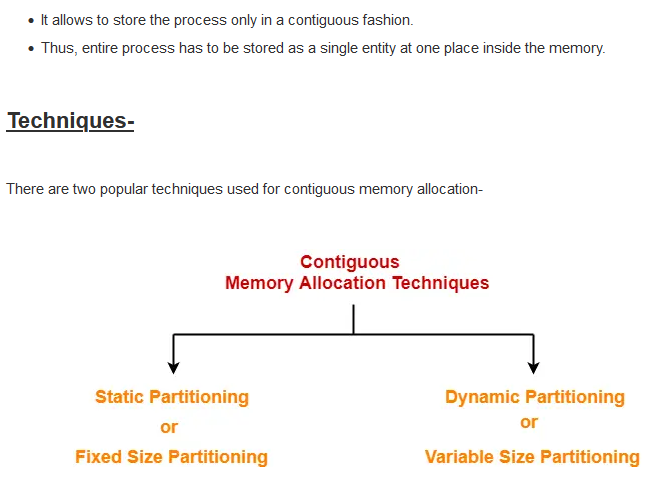 • It allows to store the process only in a contiguous fashion.
• Thus, entire process has to be stored as a single entity at one place inside the memory.
Techniques-
There are two popular techniques used for contiguous memory allocation-
Contiguous
Memory Allocation Techniques
Static Partitioning
or
Fixed Size Partitioning
Dynamic Partitioning
or
Variable Size Partitioning